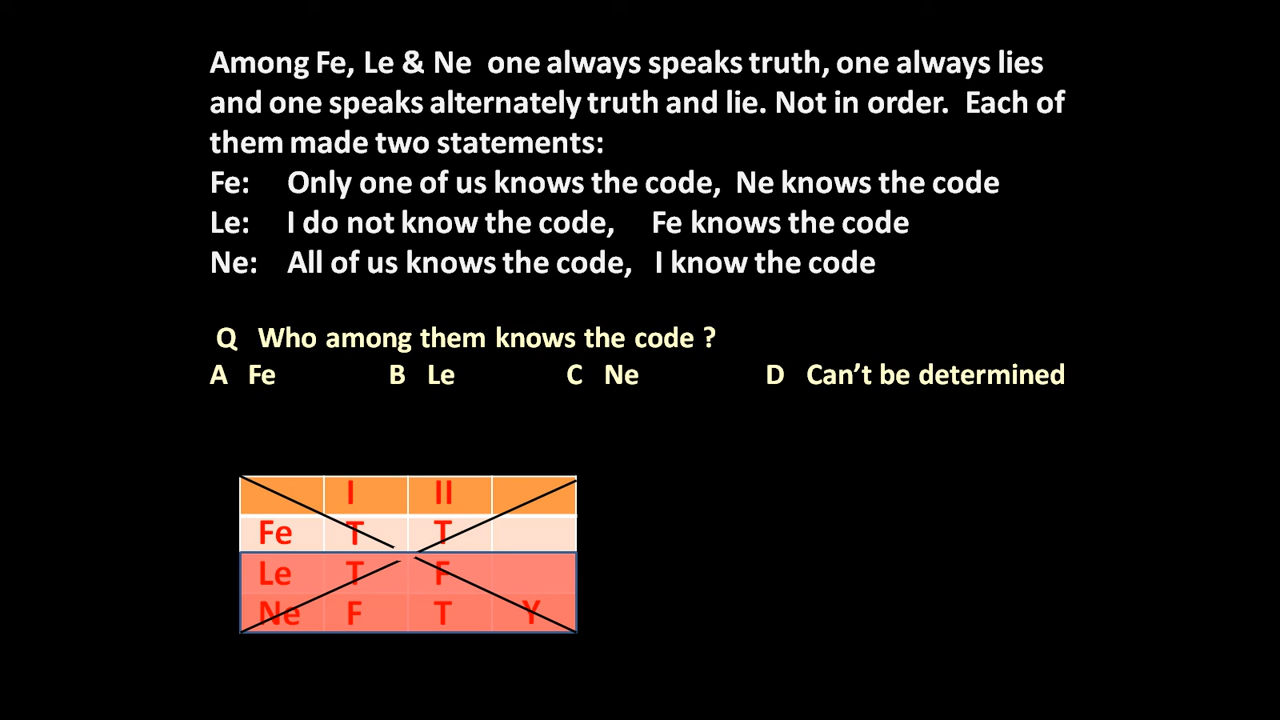 Among Fe, Le & Ne one always speaks truth, one always lies
and one speaks alternately truth and lie. Not in order. Each of
them made two statements:
Fe: Only one of us knows the code, Ne knows the code
Le: I do not know the code, Fe knows the code
Ne: All of us knows the code, I know the code
Q Who among them knows the code ?
A Fe B Le C Ne D Can’t be determined
I II
Fe T T
Le T F
Ne F T Y